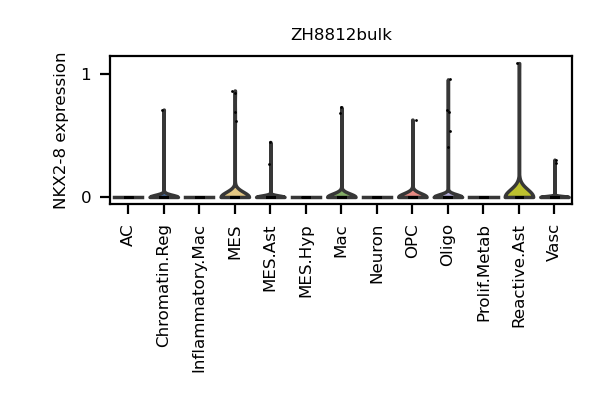 ZH8812bulk
NKX2-8 expression
1
0
AC
Chromatin.Reg
Inflammatory.Mac
MES
MES.Ast
MES.Hyp
Mac
Neuron
OPC
Oligo
Prolif.Metab
Reactive.Ast
Vasc